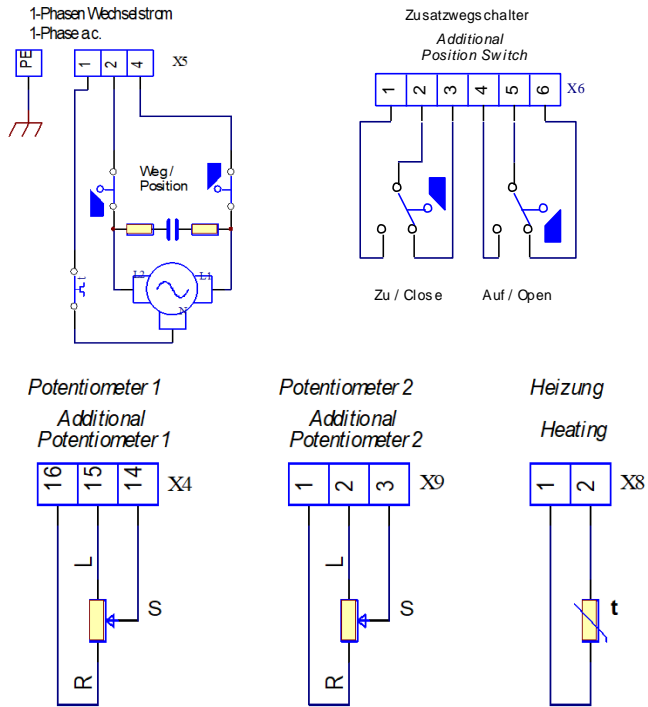 1-Phasen Wechselstrom
1-Phase a.c.
PE
1 2 4 X5
Weg /
Position
t
L2 L1
N
Zusatzwegschalter
Additional
Position Switch
1 2 3 4 5 6 X6
Zu / Close Auf / Open
Potentiometer 1
Additional
Potentiometer 1
16 15 14 X4
L
S
R
Potentiometer 2
Additional
Potentiometer 2
1 2 3 X9
L
S
R
Heizung
Heating
1 2 X8
t